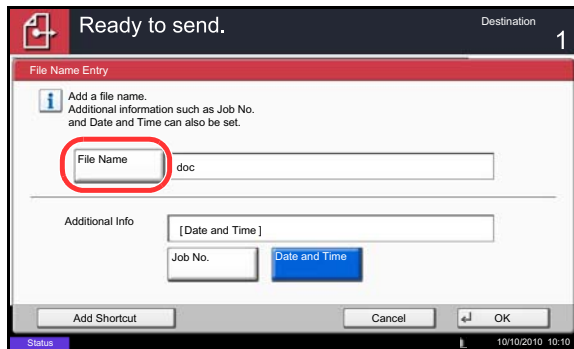 Ready to send.
Destination
1
File Name Entry
Add a file name.
Additional information such as Job No.
and Date and Time can also be set.
File Name
doc
Additional Info
[Date and Time]
Job No.
Date and Time
Add Shortcut
Cancel
OK
Status
10/10/2010 10:10